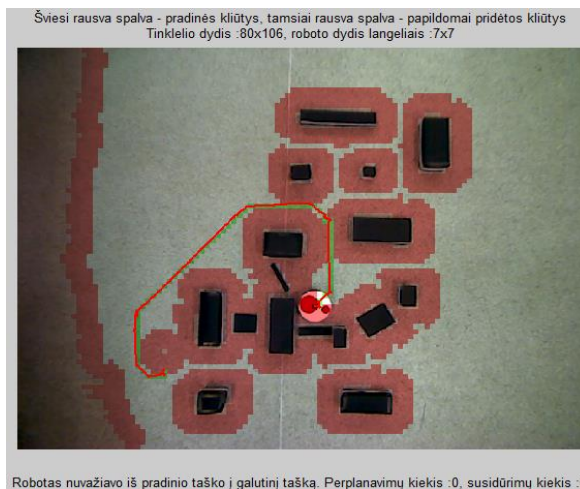 Šviesi rausva spalva - pradinės kliūtys, tamsiai rausva spalva - papildomai pridėtos kliūtys
Tinklelio dydis :80x106, roboto dydis langeliais :7x7
Robotas nuvažiavo iš pradinio taško į galutinį tašką. Perplanavimų kiekis :0, susidūrimų kiekis :